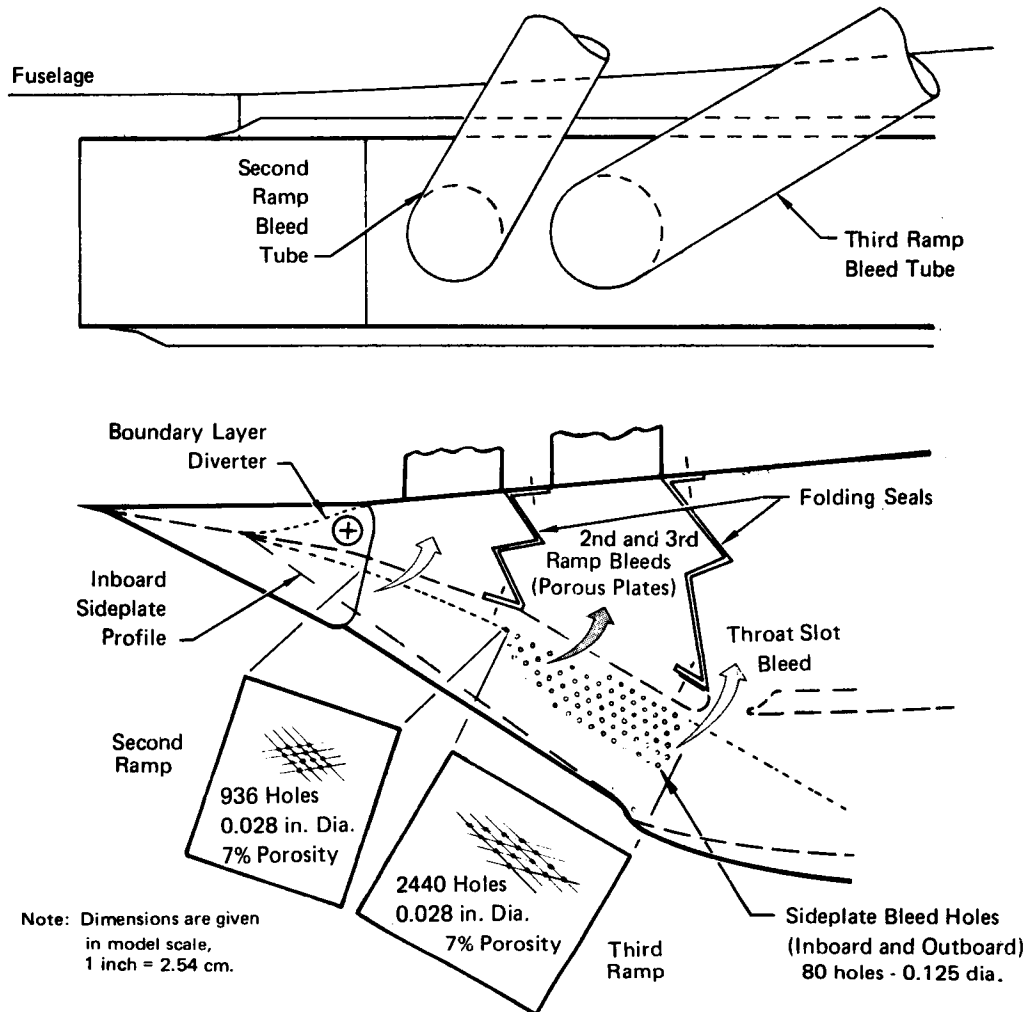 Fuselage
Second
Ramp
Bleed
Tube
Third Ramp
Bleed Tube
Boundary Layer
Diverter
Folding Seals
2nd and 3rd
Ramp Bleeds
(Porous Plates)
Inboard
Sideplate
Profile
Throat Slot
Bleed
Second
Ramp
936 Holes
0.028 in. Dia.
7% Porosity
2440 Holes
0.028 in. Dia.
7% Porosity
Third
Ramp
Sideplate Bleed Holes
(Inboard and Outboard)
80 holes - 0.125 dia.
Note: Dimensions are given
in model scale,
1 inch = 2.54 cm.